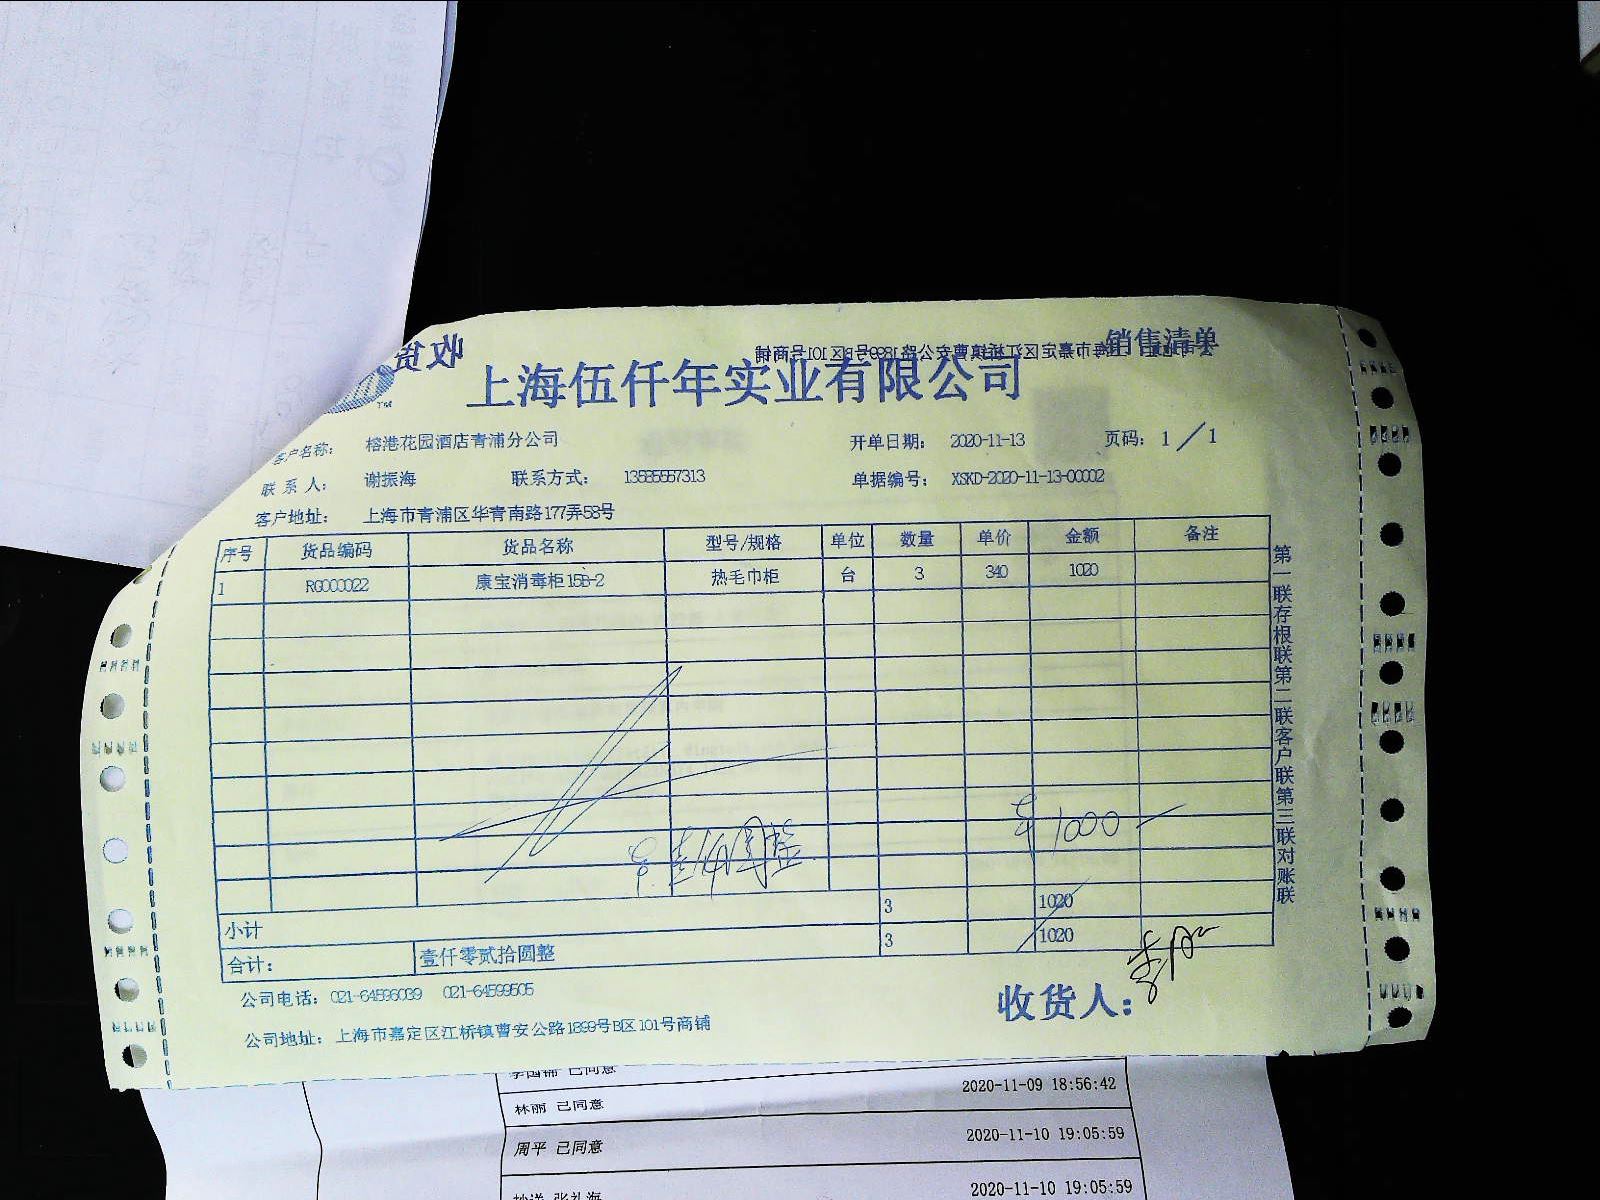 收货
销售清单
上海伍仟年实业有限公司
客户名称： 榕港花园酒店青浦分公司 开单日期： 2020-11-13 页码：1／1
联系人： 谢振海 联系方式： 13585557313 单据编号： XSKD-2020-11-13-00002
客户地址： 上海市青浦区华青南路177弄58号
序号 货品编码 货品名称 型号/规格 单位 数量 单价 金额 备注
1 RG000022 康宝消毒柜15B-2 热毛巾柜 台 3 340 1020
¥1000
小计 3 1020
合计： 壹仟零贰拾圆整 3 1020
公司电话：021-64596039 021-64599505
收货人：
公司地址：上海市嘉定区江桥镇曹安公路1899号B区101号商铺
第一联存根联第二联客户联第三联对账联
已同意
2020-11-09 18:56:42
林丽 已同意
周平 已同意 2020-11-10 19:05:59
抄送 张礼海 2020-11-10 19:05:59